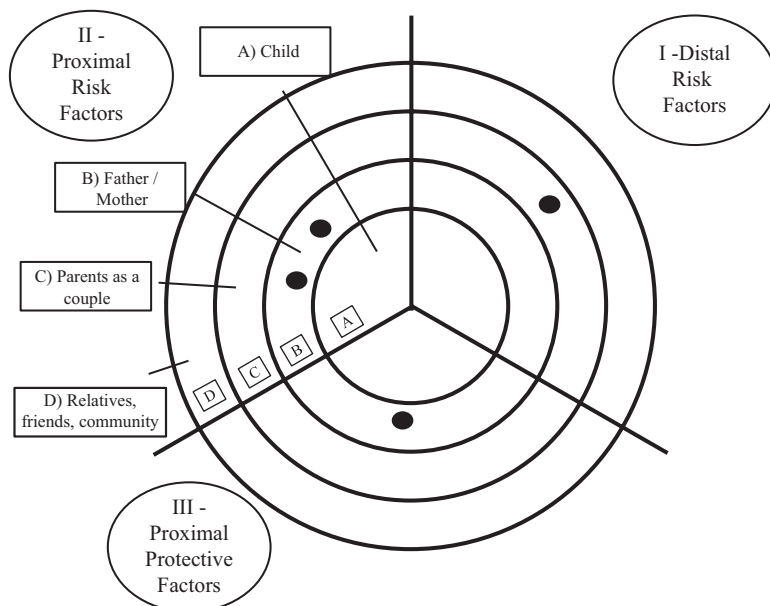 II -
Proximal
Risk
Factors
A) Child
I -Distal
Risk
Factors
B) Father /
Mother
C) Parents as a
couple
A
B
C
D
D) Relatives,
friends, community
III -
Proximal
Protective
Factors